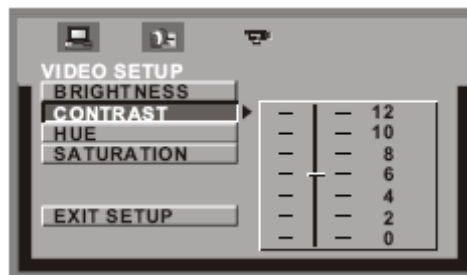 VIDEO SETUP
BRIGHTNESS
CONTRAST
HUE
SATURATION
EXIT SETUP
12
10
8
6
4
2
0